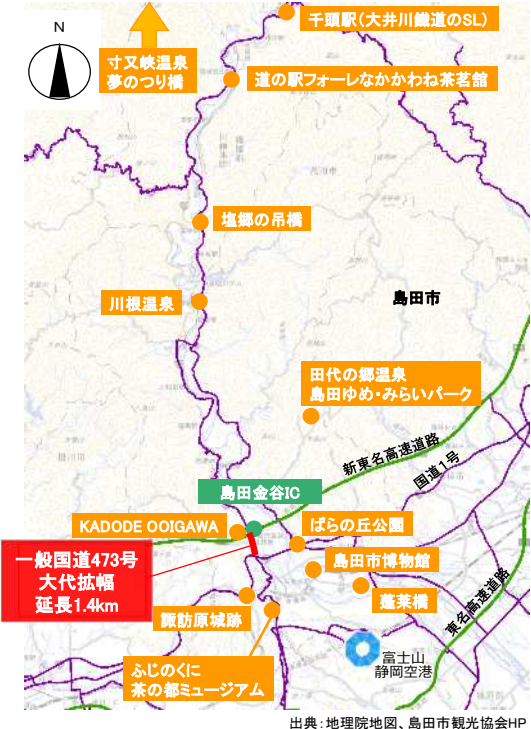 N
千頭駅(大井川鐵道のSL)
寸又峡温泉
夢のつり橋
道の駅フォーレなかかわね茶茗館
塩郷の吊橋
川根温泉
島田市
田代の郷温泉
島田ゆめ・みらいパーク
新東名高速道路
国道1号
島田金谷IC
KADODE OOIGAWA
ばらの丘公園
一般国道473号
大代拡幅
延長1.4km
島田市博物館
蓬莱橋
東名高速道路
諏訪原城跡
富士山
静岡空港
ふじのくに
茶の都ミュージアム
出典:地理院地図、島田市観光協会HP